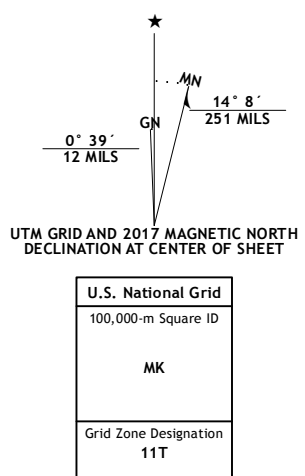 ★
MN
GN
14° 8´
251 MILS
0° 39´
12 MILS
UTM GRID AND 2017 MAGNETIC NORTH
DECLINATION AT CENTER OF SHEET
U.S. National Grid
100,000-m Square ID
MK
Grid Zone Designation
11T